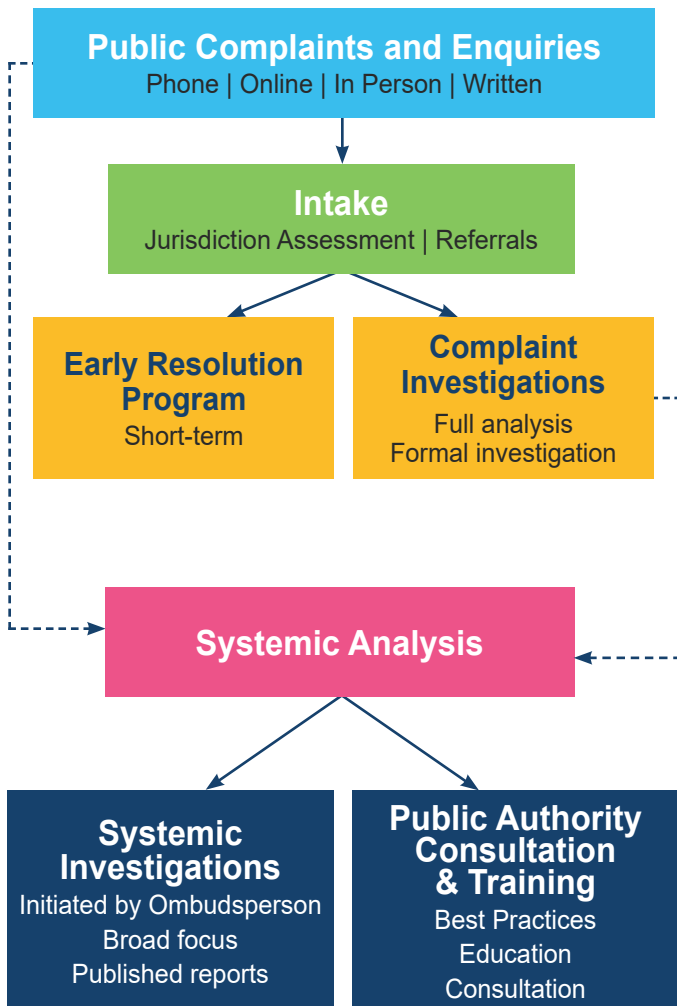 Public Complaints and Enquiries
Phone | Online | In Person | Written
Intake
Jurisdiction Assessment | Referrals
Early Resolution
Program
Short-term
Complaint
Investigations
Full analysis
Formal investigation
Systemic Analysis
Systemic
Investigations
Initiated by Ombudsperson
Broad focus
Published reports
Public Authority
Consultation
& Training
Best Practices
Education
Consultation